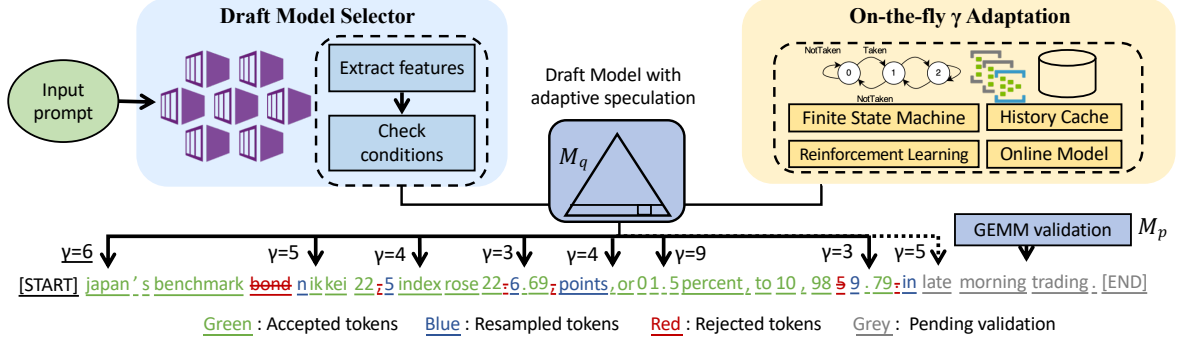 Draft Model Selector
On-the-fly γ Adaptation
Input prompt
Extract features
Check conditions
Draft Model with adaptive speculation
M_q
NotTaken Taken
0 1 2
NotTaken
Finite State Machine
History Cache
Reinforcement Learning
Online Model
GEMM validation
M_p
γ=6 γ=5 γ=4 γ=3 γ=4 γ=9 γ=3 γ=5
[START] japan ' s benchmark bond nikkei 22 , 5 index rose 22 - 6 . 69 , points , or 0 1 . 5 percent , to 10 , 98 5 9 . 79 - in late morning trading . [END]
Green : Accepted tokens Blue : Resampled tokens Red : Rejected tokens Grey : Pending validation